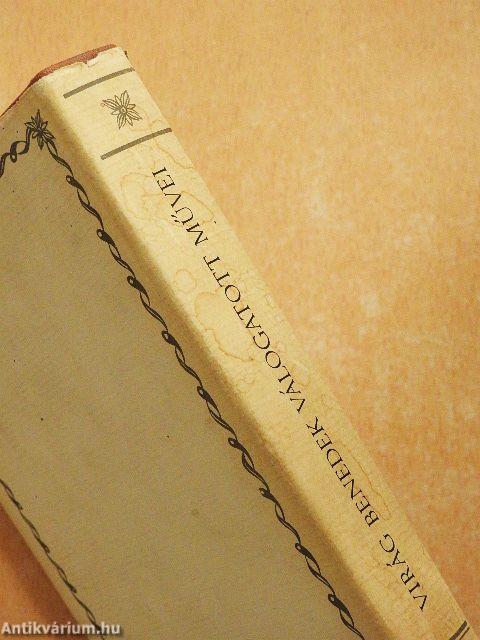 VIRÁG BENEDEK VÁLOGATOTT MŰVEI
Antikvárium.hu